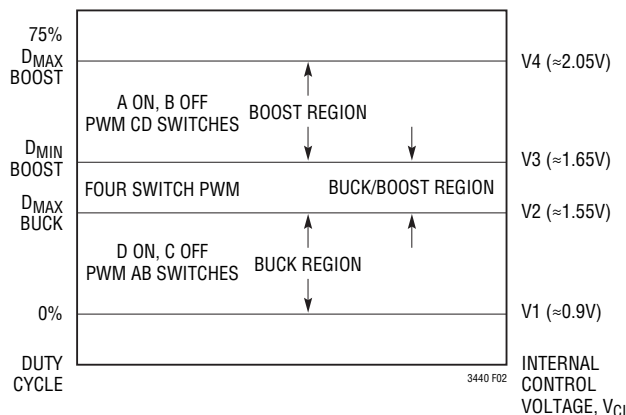 75%
DMAX
BOOST
V4 (≈2.05V)
A ON, B OFF
PWM CD SWITCHES
BOOST REGION
DMIN
BOOST
V3 (≈1.65V)
FOUR SWITCH PWM
BUCK/BOOST REGION
DMAX
BUCK
V2 (≈1.55V)
D ON, C OFF
PWM AB SWITCHES
BUCK REGION
0%
V1 (≈0.9V)
DUTY
CYCLE
3440 F02
INTERNAL
CONTROL
VOLTAGE,